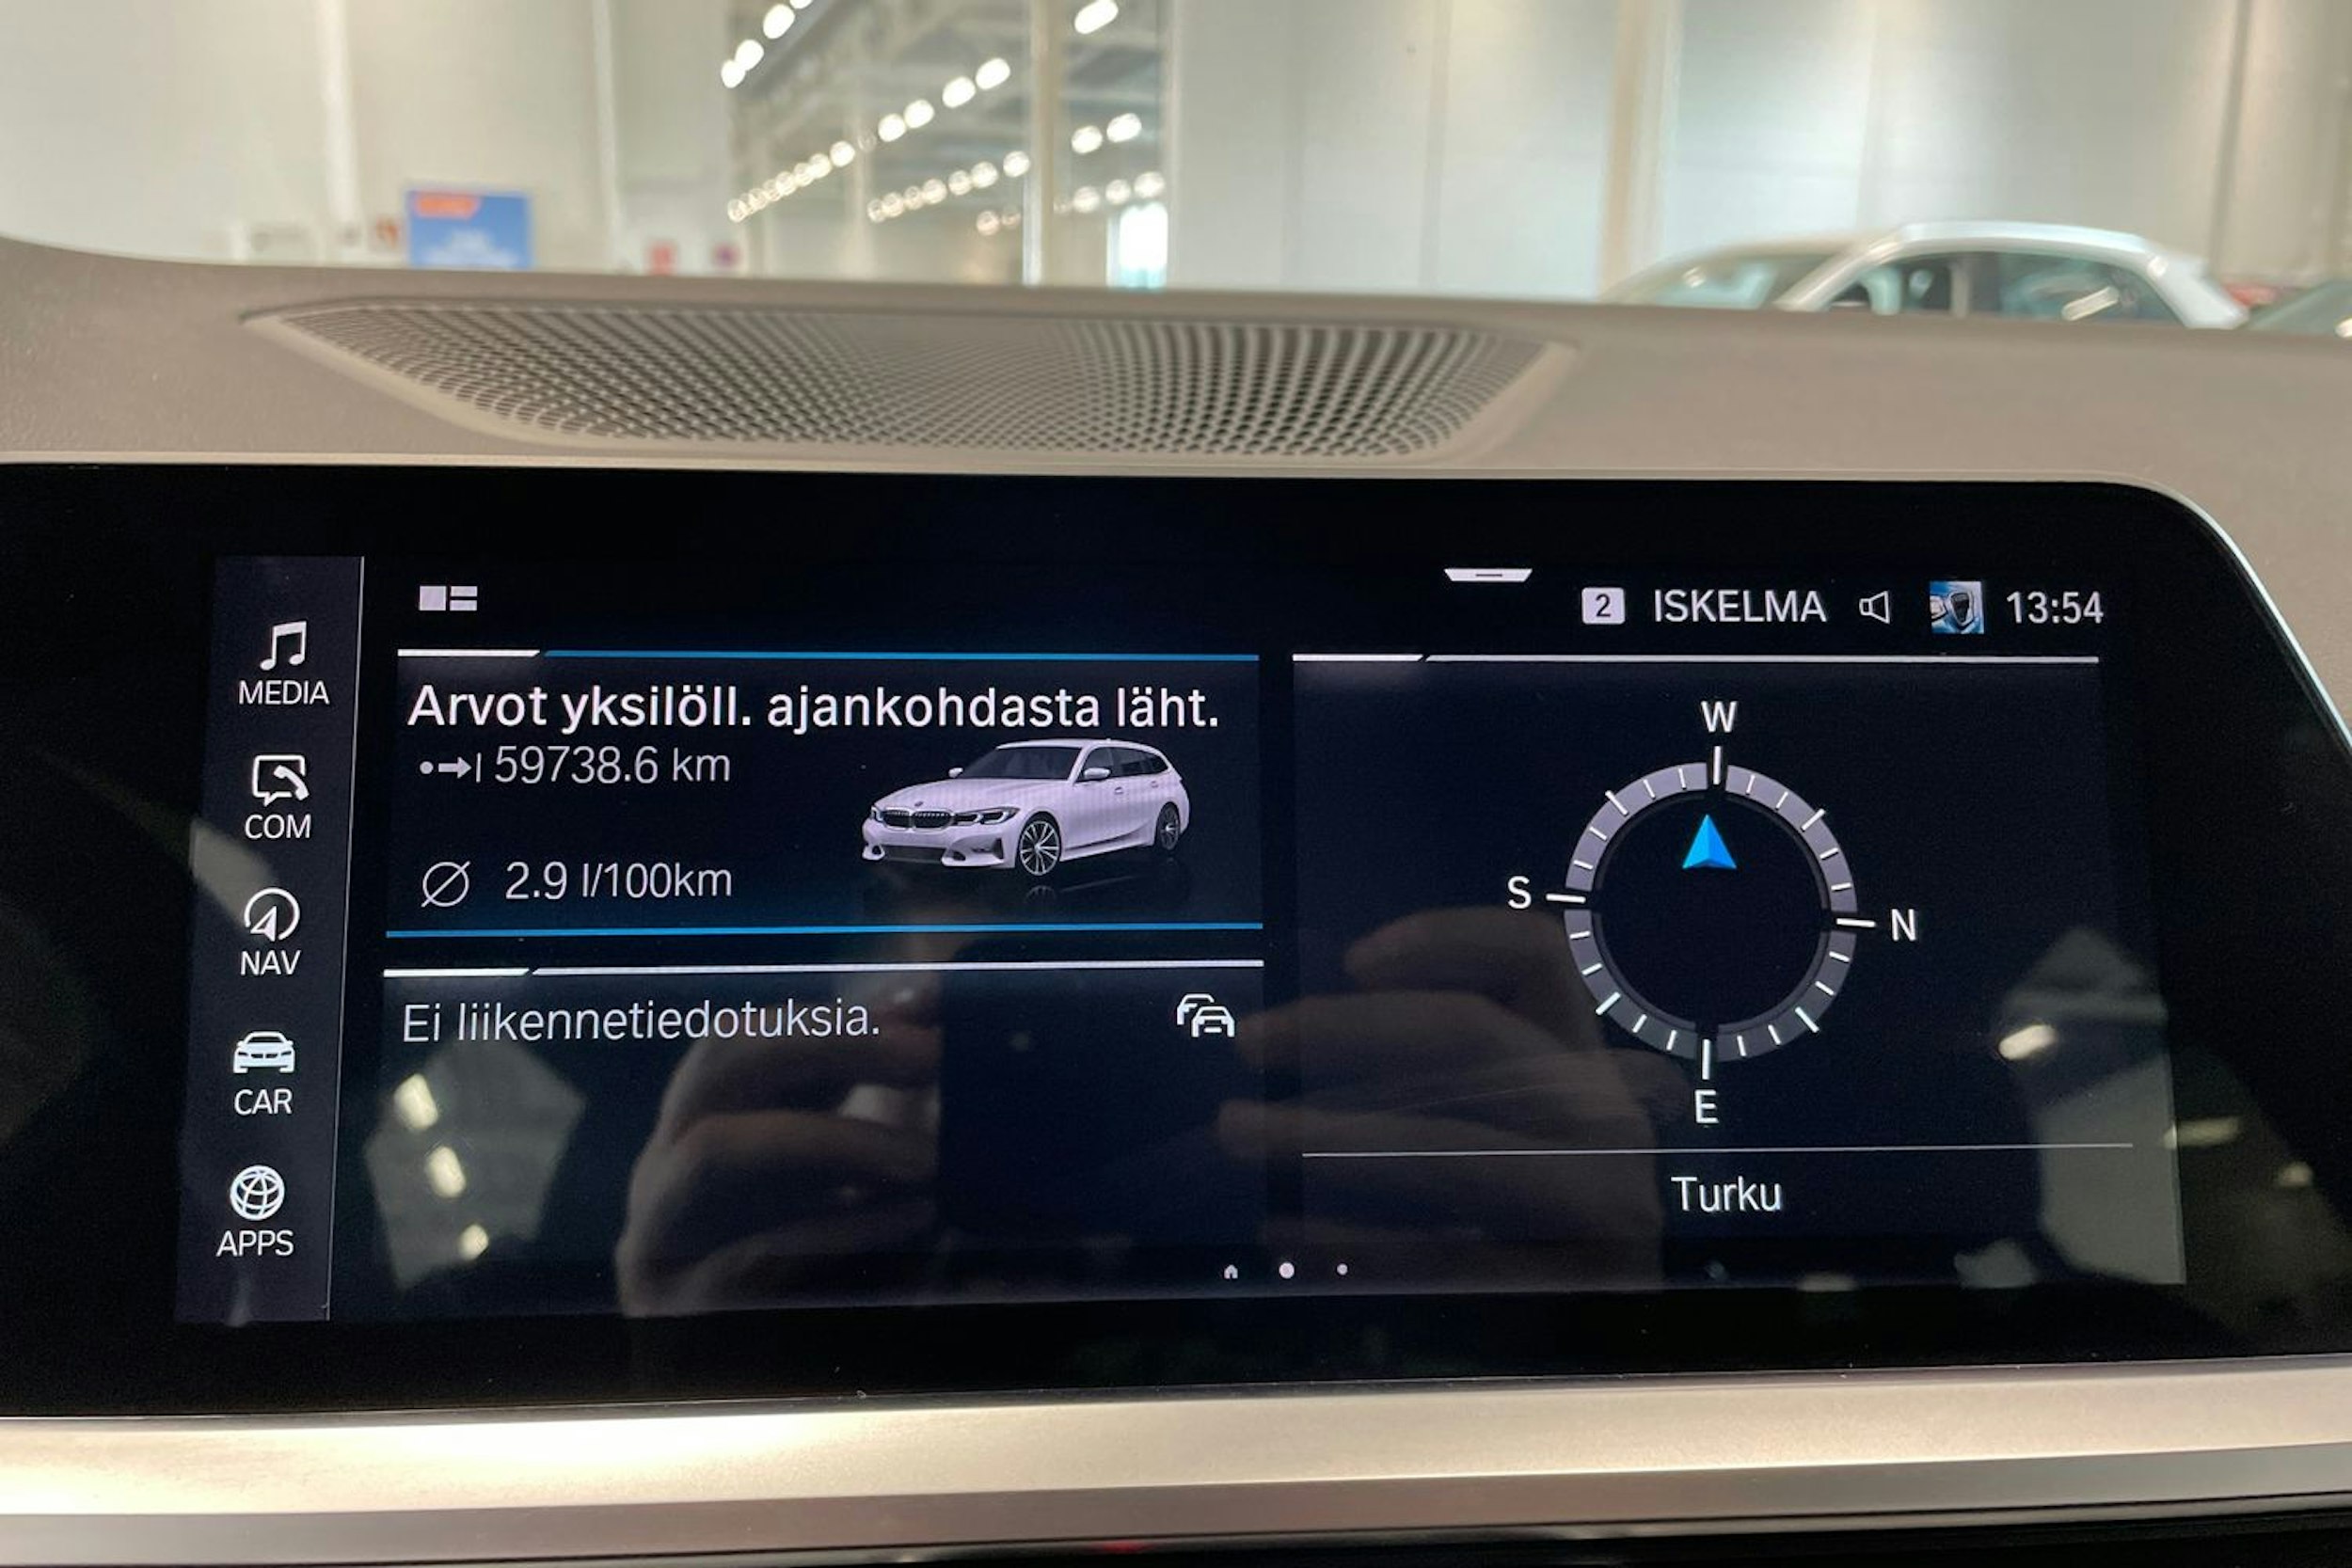 2 ISKELMA 13:54
MEDIA
COM
NAV
CAR
APPS
Arvot yksilöll. ajankohdasta läht.
59738.6 km
2.9 l/100km
Ei liikennetiedotuksia.
W
S
N
E
Turku